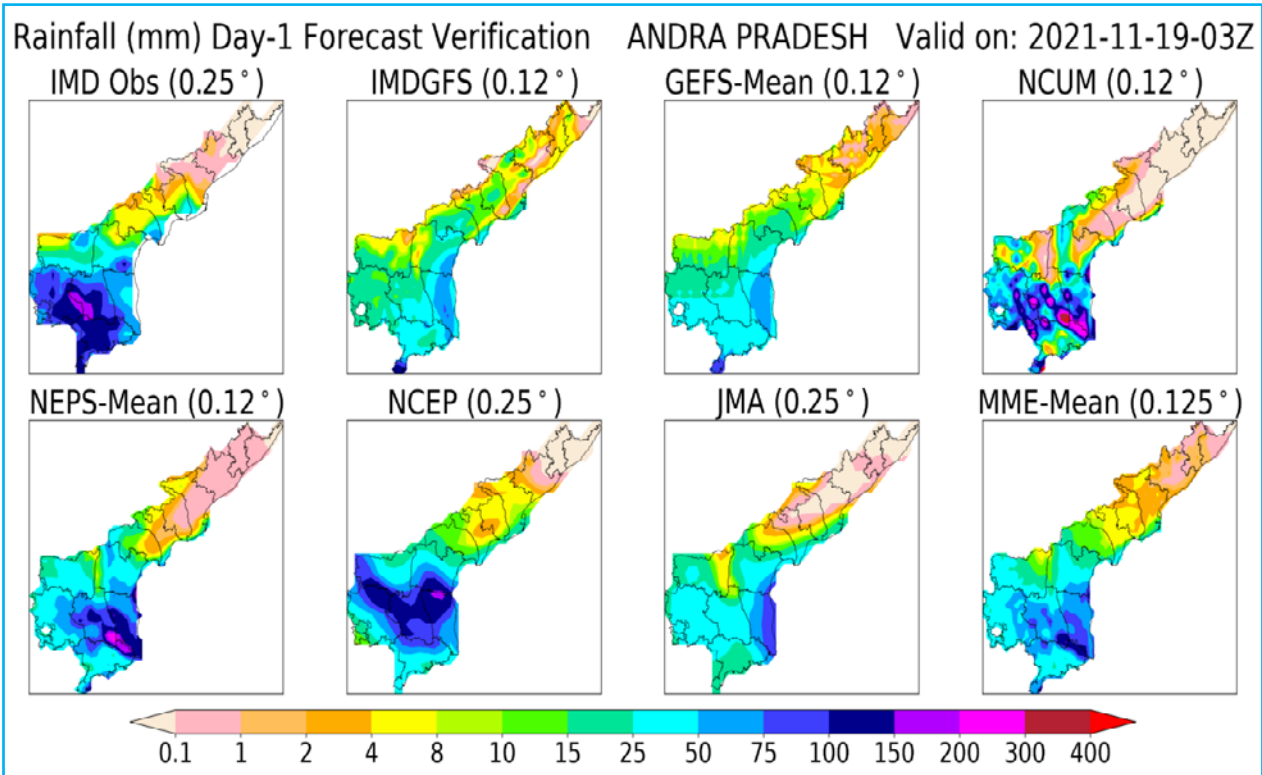 Rainfall (mm) Day-1 Forecast Verification ANDRA PRADESH Valid on: 2021-11-19-03Z
IMD Obs (0.25°) IMDGFS (0.12°) GEFS-Mean (0.12°) NCUM (0.12°)
NEPS-Mean (0.12°) NCEP (0.25°) JMA (0.25°) MME-Mean (0.125°)
0.1 1 2 4 8 10 15 25 50 75 100 150 200 300 400